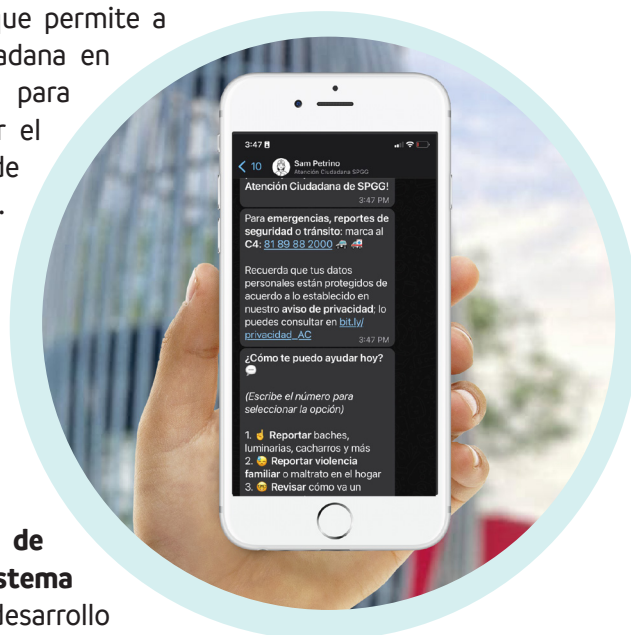 que permite a
adana en
para
r el
de
.
3:47
10
Sam Petrino
Atención Ciudadana SPGG
Atención Ciudadana de SPGG!
3:47 PM
Para emergencias, reportes de
seguridad o tránsito: marca al
C4: 81 89 88 2000 🚓 🚑
Recuerda que tus datos
personales están protegidos de
acuerdo a lo establecido en
nuestro aviso de privacidad; lo
puedes consultar en bit.ly/
privacidad_AC
3:47 PM
¿Cómo te puedo ayudar hoy?
💬
(Escribe el número para
seleccionar la opción)
1. ☝️ Reportar baches,
luminarias, cacharros y más
2. 😓 Reportar violencia
familiar o maltrato en el hogar
3. 🤓 Revisar cómo va un
de
stema
desarrollo